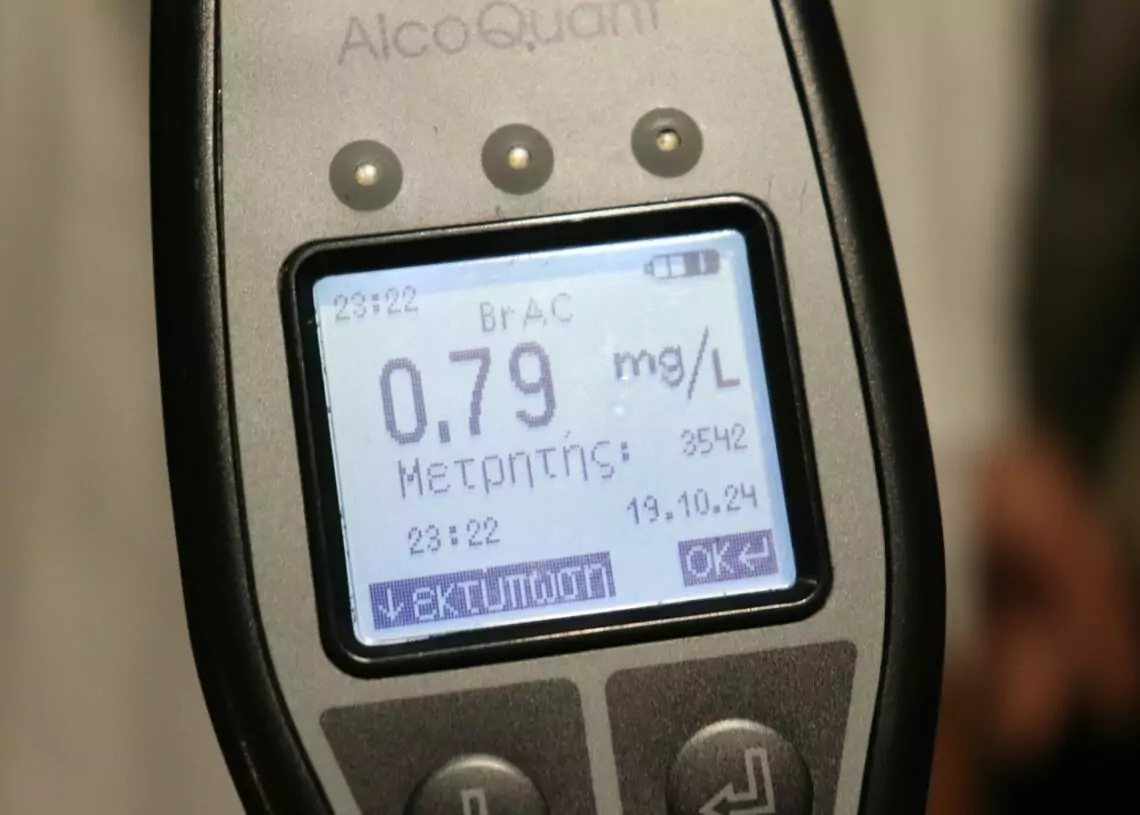 AlcoQuant
23:22
BrAC
0.79 mg/L
Μετρητής: 3542
23:22 19.10.24
↓εκτύπωση OK↵